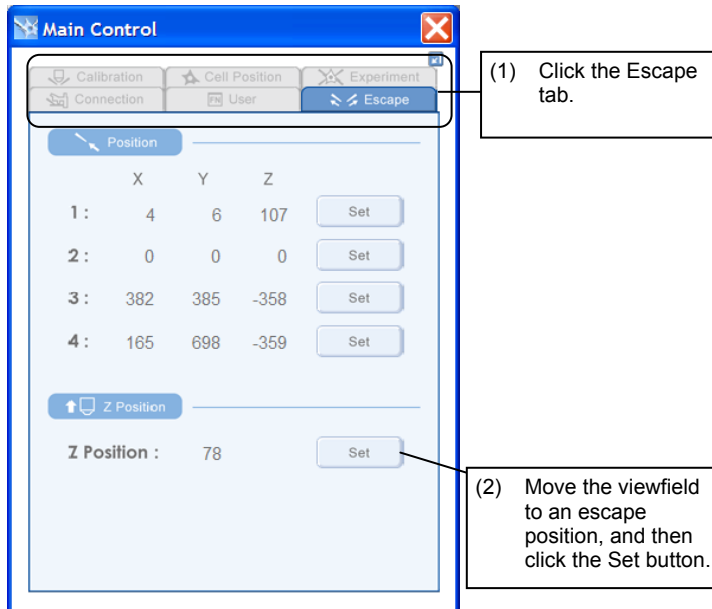 Main Control
Calibration Cell Position Experiment
Connection FN User Escape
Position
X Y Z
1 : 4 6 107 Set
2 : 0 0 0 Set
3 : 382 385 -358 Set
4 : 165 698 -359 Set
Z Position
Z Position : 78 Set
(1) Click the Escape
tab.
(2) Move the viewfield
to an escape
position, and then
click the Set button.